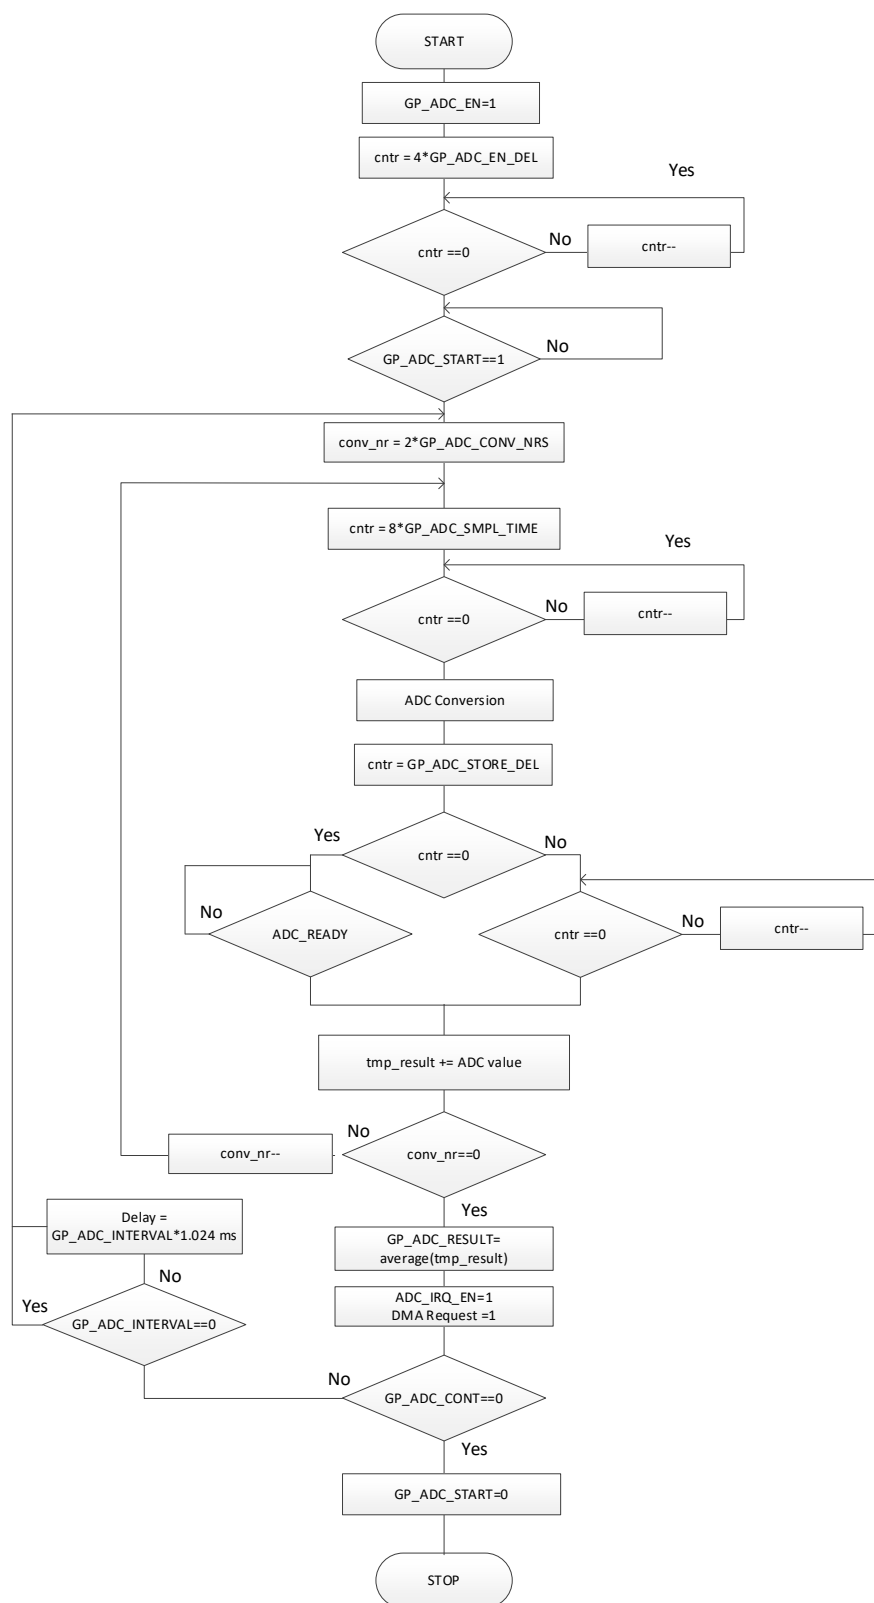 START
GP_ADC_EN=1
cntr = 4*GP_ADC_EN_DEL
Yes
cntr ==0
No
cntr--
GP_ADC_START==1
No
conv_nr = 2*GP_ADC_CONV_NRS
cntr = 8*GP_ADC_SMPL_TIME
Yes
cntr ==0
No
cntr--
ADC Conversion
cntr = GP_ADC_STORE_DEL
Yes
cntr ==0
No
No
ADC_READY
cntr ==0
No
cntr--
tmp_result += ADC value
conv_nr--
No
conv_nr==0
Yes
Delay =
GP_ADC_INTERVAL*1.024 ms
GP_ADC_RESULT=
average(tmp_result)
No
Yes
GP_ADC_INTERVAL==0
ADC_IRQ_EN=1
DMA Request =1
No
GP_ADC_CONT==0
Yes
GP_ADC_START=0
STOP